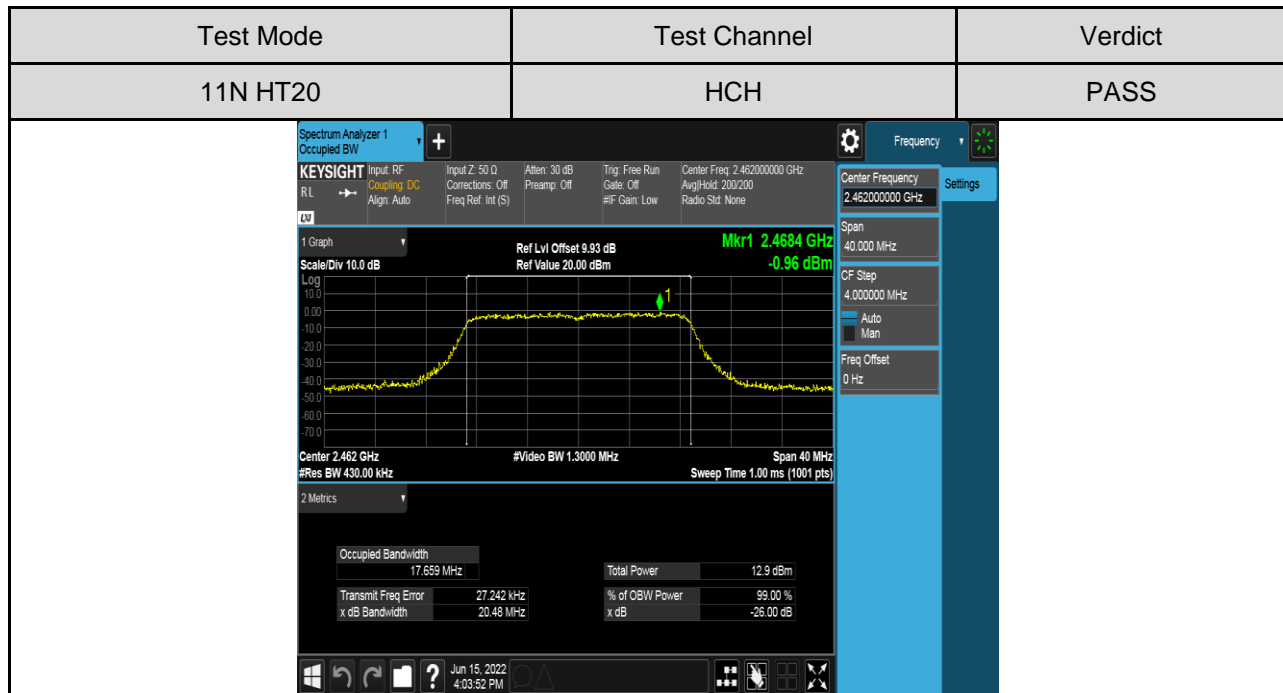 Test Mode Test Channel Verdict
11N HT20 HCH PASS
Spectrum Analyzer 1
Occupied BW
+
Frequency
KEYSIGHT Input: RF Input Z: 50 Ω Atten: 30 dB Trig: Free Run Center Freq: 2.462000000 GHz
RL Coupling: DC Corrections: Off Preamp: Off Gate: Off Avg|Hold: 200/200
Align: Auto Freq Ref: Int (S) #IF Gain: Low Radio Std: None
LXI
Center Frequency
2.462000000 GHz
Settings
Span
40.000 MHz
CF Step
4.000000 MHz
Auto
Man
Freq Offset
0 Hz
1 Graph Ref Lvl Offset 9.93 dB Mkr1 2.4684 GHz
Scale/Div 10.0 dB Ref Value 20.00 dBm -0.96 dBm
Log
10.0
0.00
-10.0
-20.0
-30.0
-40.0
-50.0
-60.0
-70.0
1
Center 2.462 GHz #Video BW 1.3000 MHz Span 40 MHz
#Res BW 430.00 kHz Sweep Time 1.00 ms (1001 pts)
2 Metrics
Occupied Bandwidth
17.659 MHz Total Power 12.9 dBm
Transmit Freq Error 27.242 kHz % of OBW Power 99.00 %
x dB Bandwidth 20.48 MHz x dB -26.00 dB
? Jun 15, 2022
4:03:52 PM